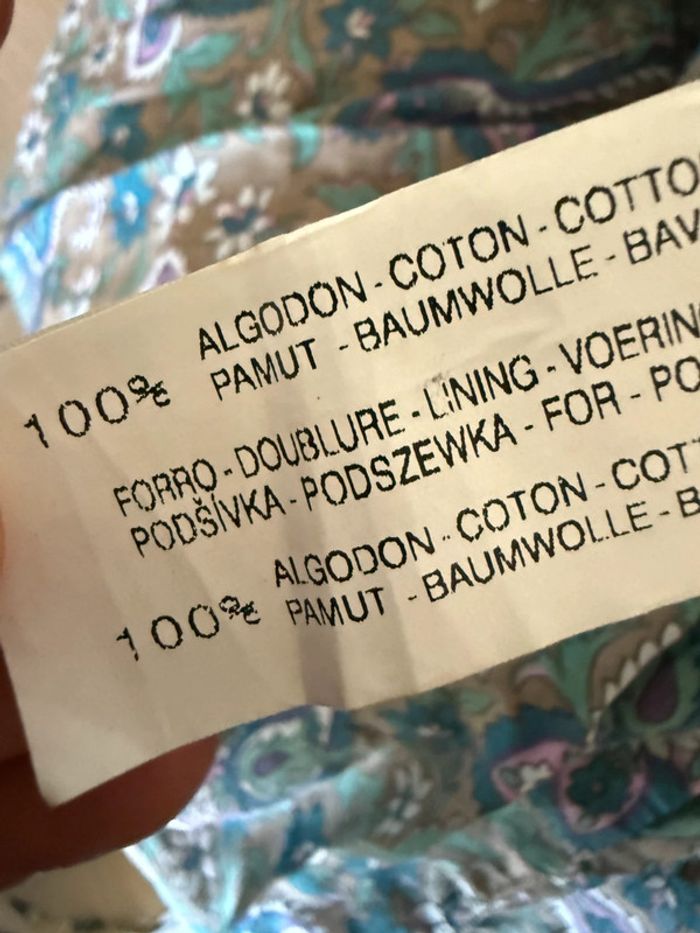 100% ALGODON - COTON - COTTO
PAMUT - BAUMWOLLE - BAV
FORRO - DOUBLURE - LINING - VOERIN
PODŠÍVKA - PODSZEWKA - FOR - PO
100% ALGODON - COTON - COT
PAMUT - BAUMWOLLE - B